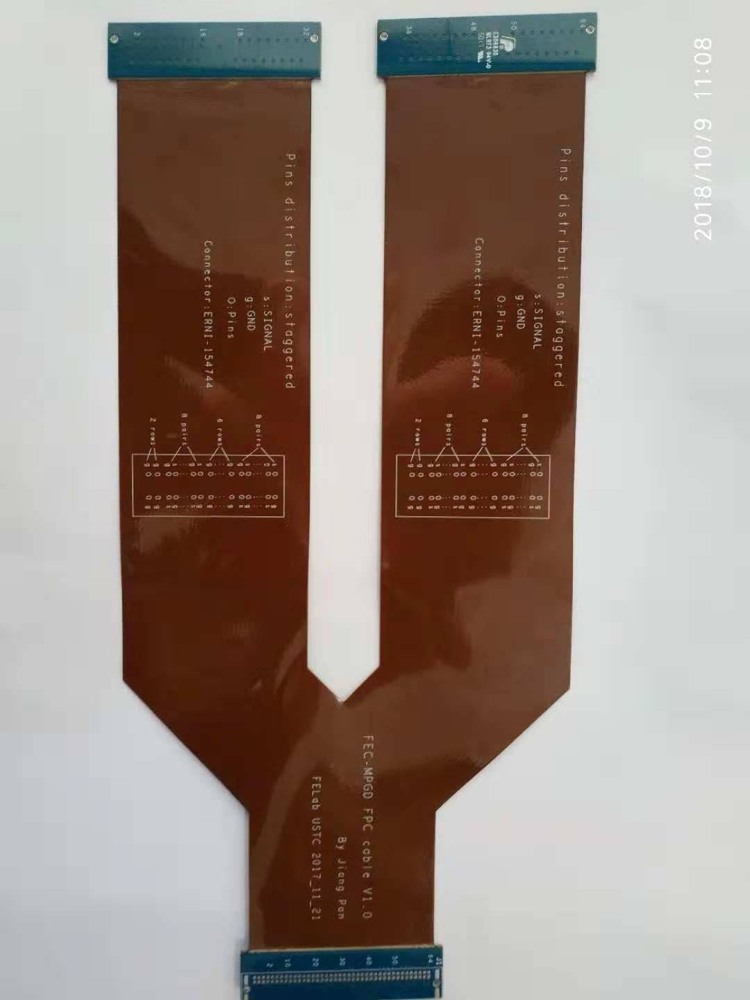 2018/10/9 11:08
2
16
18
32
34
48
50
64
E306830
5017
Pins distribution:staggered
s:SIGNAL
g:GND
O:Pins
Connector:ERNI-154744
8 pairs
6 rows
8 pairs
2 rows
Pins distribution:staggered
s:SIGNAL
g:GND
O:Pins
Connector:ERNI-154744
8 pairs
6 rows
8 pairs
2 rows
FEC-MPGD FPC cable V1.0
By Jiang Pan
FELab USTC 2017_11_21
2
10
20
30
40
50
64
J1